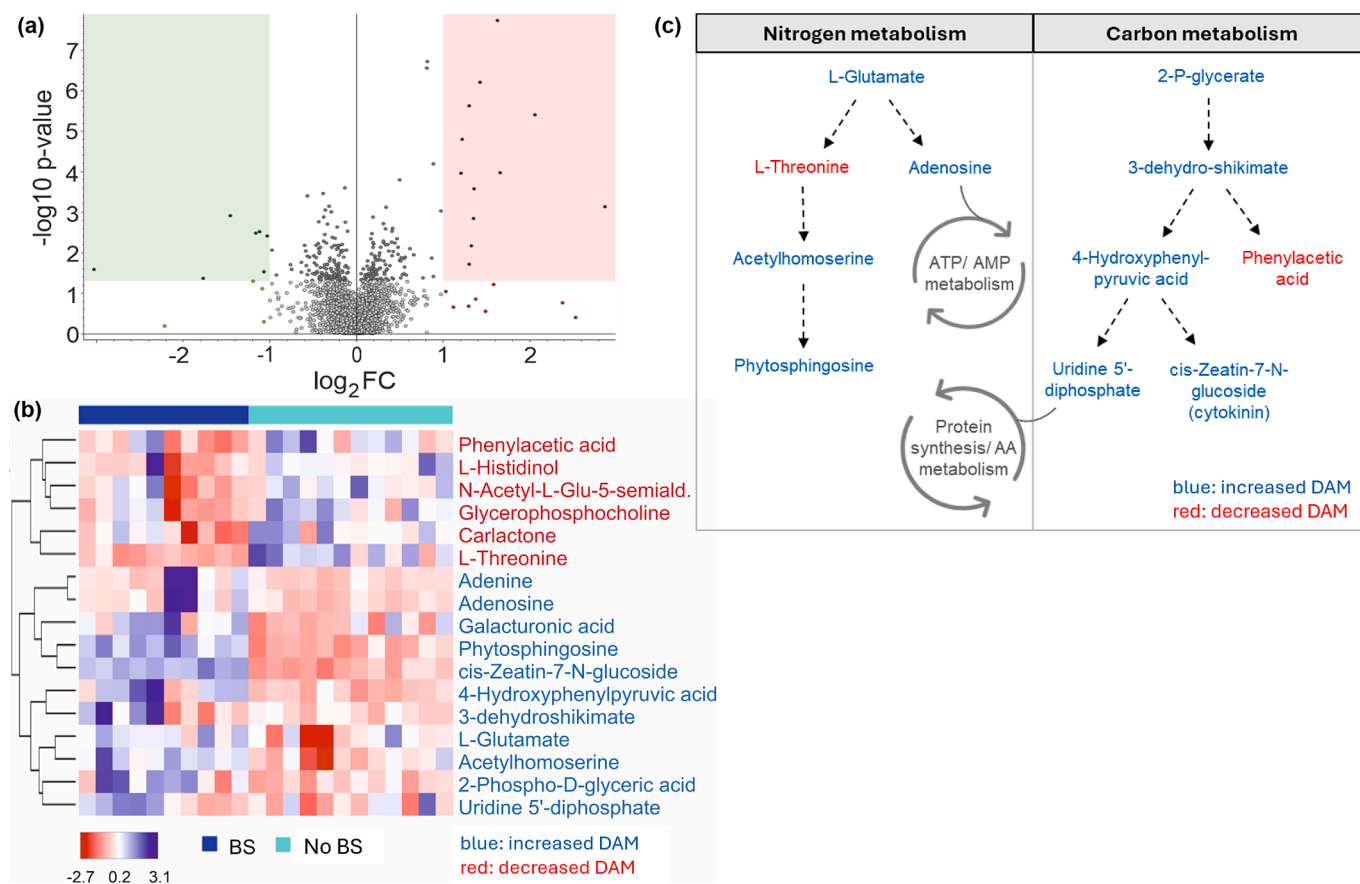 (a)
-log10 p-value
7
6
5
4
3
2
1
0
-2
-1
0
1
2
log2FC
(b)
Phenylacetic acid
L-Histidinol
N-Acetyl-L-Glu-5-semiald.
Glycerophosphocholine
Carlactone
L-Threonine
Adenine
Adenosine
Galacturonic acid
Phytosphingosine
cis-Zeatin-7-N-glucoside
4-Hydroxyphenylpyruvic acid
3-dehydroshikimate
L-Glutamate
Acetylhomoserine
2-Phospho-D-glyceric acid
Uridine 5'-diphosphate
-2.7 0.2 3.1
BS
No BS
blue: increased DAM
red: decreased DAM
(c)
Nitrogen metabolism
Carbon metabolism
L-Glutamate
L-Threonine
Adenosine
Acetylhomoserine
ATP/ AMP
metabolism
Phytosphingosine
Protein
synthesis/ AA
metabolism
2-P-glycerate
3-dehydro-shikimate
4-Hydroxyphenyl-
pyruvic acid
Phenylacetic
acid
Uridine 5'-
diphosphate
cis-Zeatin-7-N-
glucoside
(cytokinin)
blue: increased DAM
red: decreased DAM